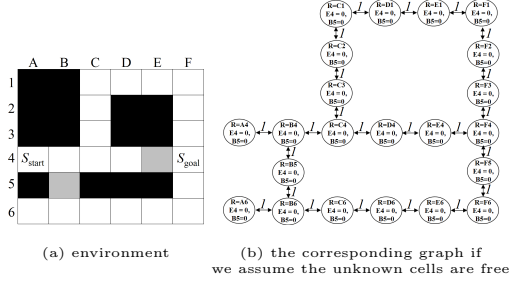 A B C D E F
1
2
3
4
5
6
S_start
S_goal
(a) environment
R=C1 E4 = 0, B5=0
l
R=D1 E4 = 0, B5=0
l
R=E1 E4 = 0, B5=0
l
R=F1 E4 = 0, B5=0
l
l
R=C2 E4 = 0, B5=0
R=F2 E4 = 0, B5=0
l
l
R=C3 E4 = 0, B5=0
R=F3 E4 = 0, B5=0
l
l
R=A4 E4 = 0, B5=0
l
R=B4 E4 = 0, B5=0
l
R=C4 E4 = 0, B5=0
l
R=D4 E4 = 0, B5=0
l
R=E4 E4 = 0, B5=0
l
R=F4 E4 = 0, B5=0
l
l
R=B5 E4 = 0, B5=0
R=F5 E4 = 0, B5=0
l
l
R=A6 E4 = 0, B5=0
l
R=B6 E4 = 0, B5=0
l
R=C6 E4 = 0, B5=0
l
R=D6 E4 = 0, B5=0
l
R=E6 E4 = 0, B5=0
l
R=F6 E4 = 0, B5=0
(b) the corresponding graph if
we assume the unknown cells are free